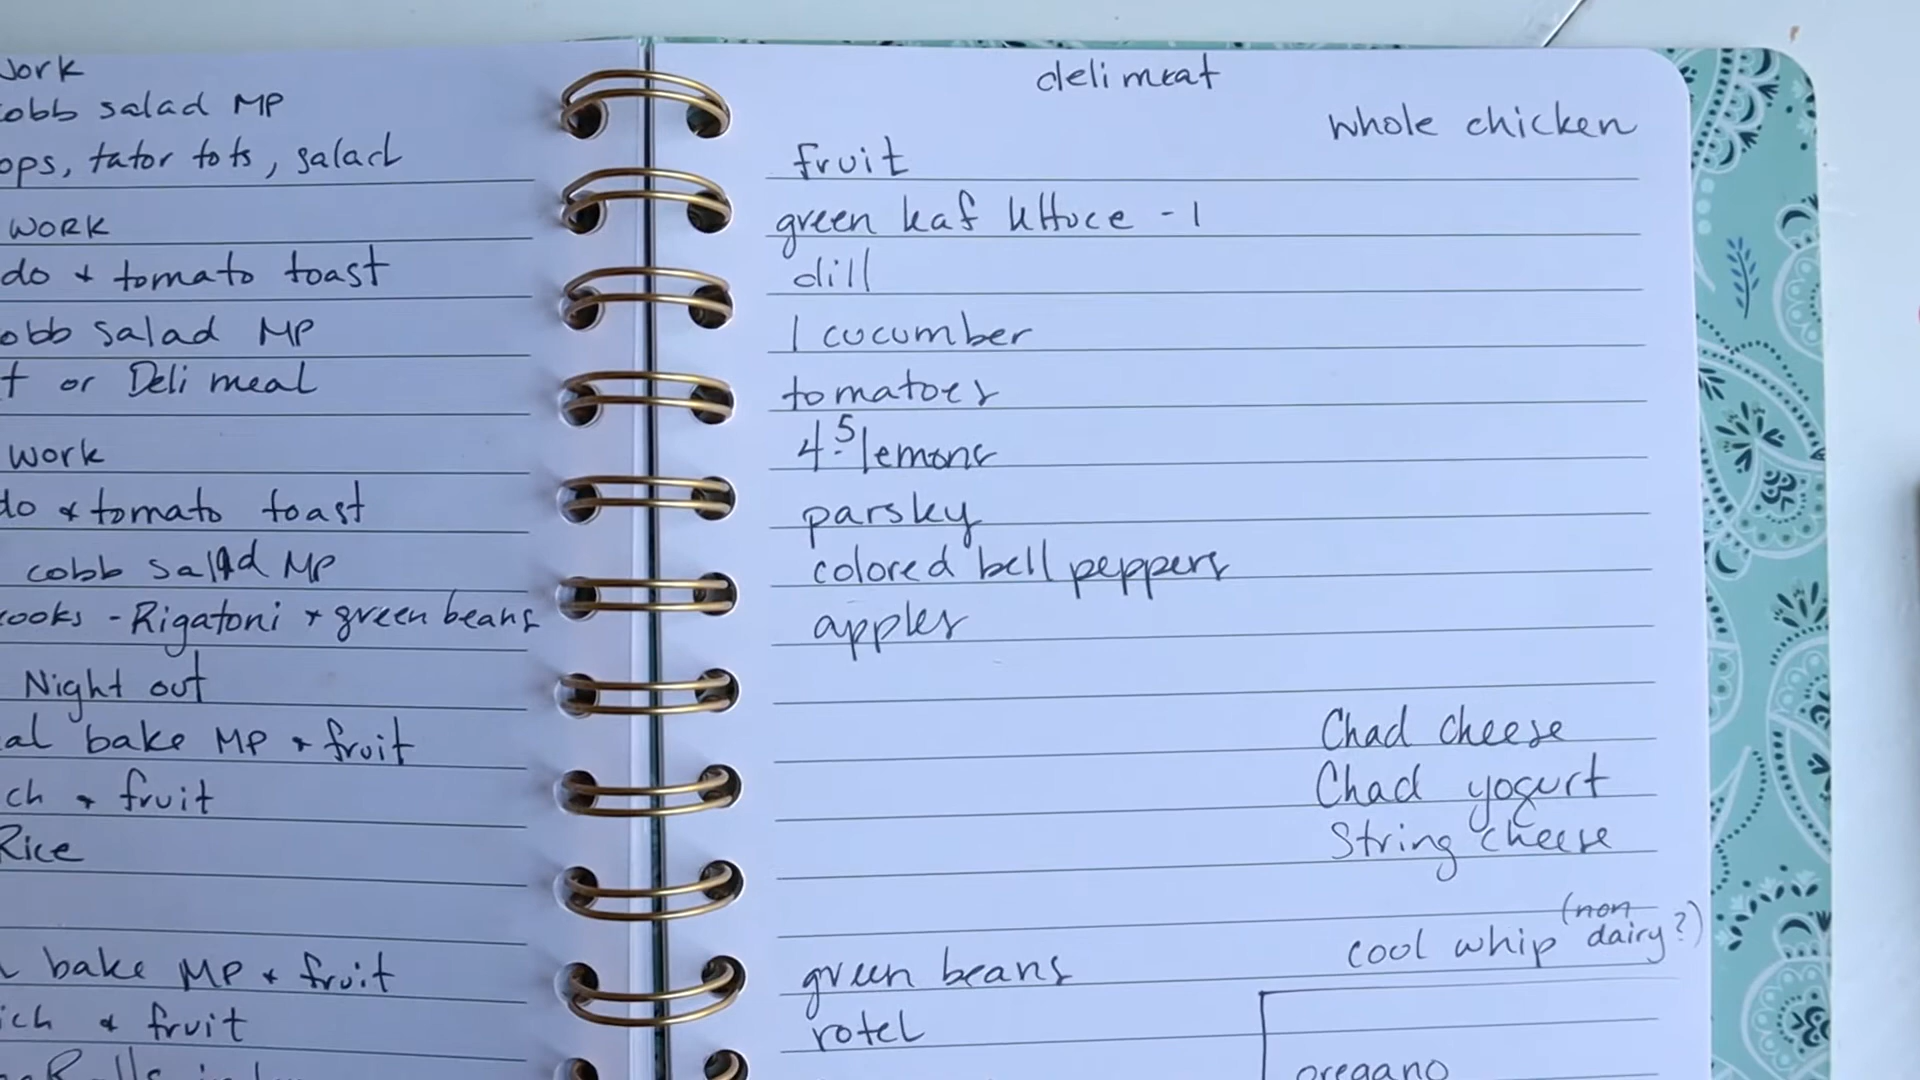 Work
obb salad MP
ops, tator tots, salad
work
do + tomato toast
obb salad MP
t or Deli meal
work
do + tomato toast
cobb salad MP
cooks - Rigatoni + green beans
Night out
al bake MP + fruit
ch + fruit
Rice
bake MP + fruit
ich + fruit
deli meat
whole chicken
fruit
green leaf lettuce - 1
dill
1 cucumber
tomatoes
4-5 lemons
parsley
colored bell peppers
apples
Chad cheese
Chad yogurt
String cheese
cool whip (non dairy?)
green beans
rotel
oregano